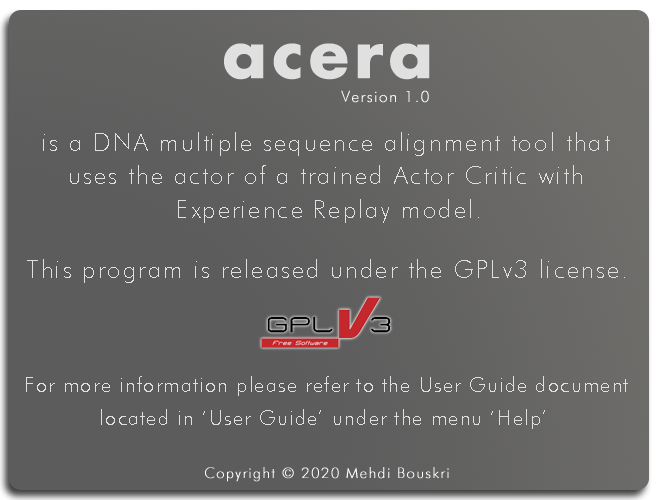 acera
Version 1.0
is a DNA multiple sequence alignment tool that
uses the actor of a trained Actor Critic with
Experience Replay model.
This program is released under the GPLv3 license.
GPLV3
Free Software
For more information please refer to the User Guide document
located in ‘User Guide’ under the menu ‘Help’
Copyright © 2020 Mehdi Bouskri